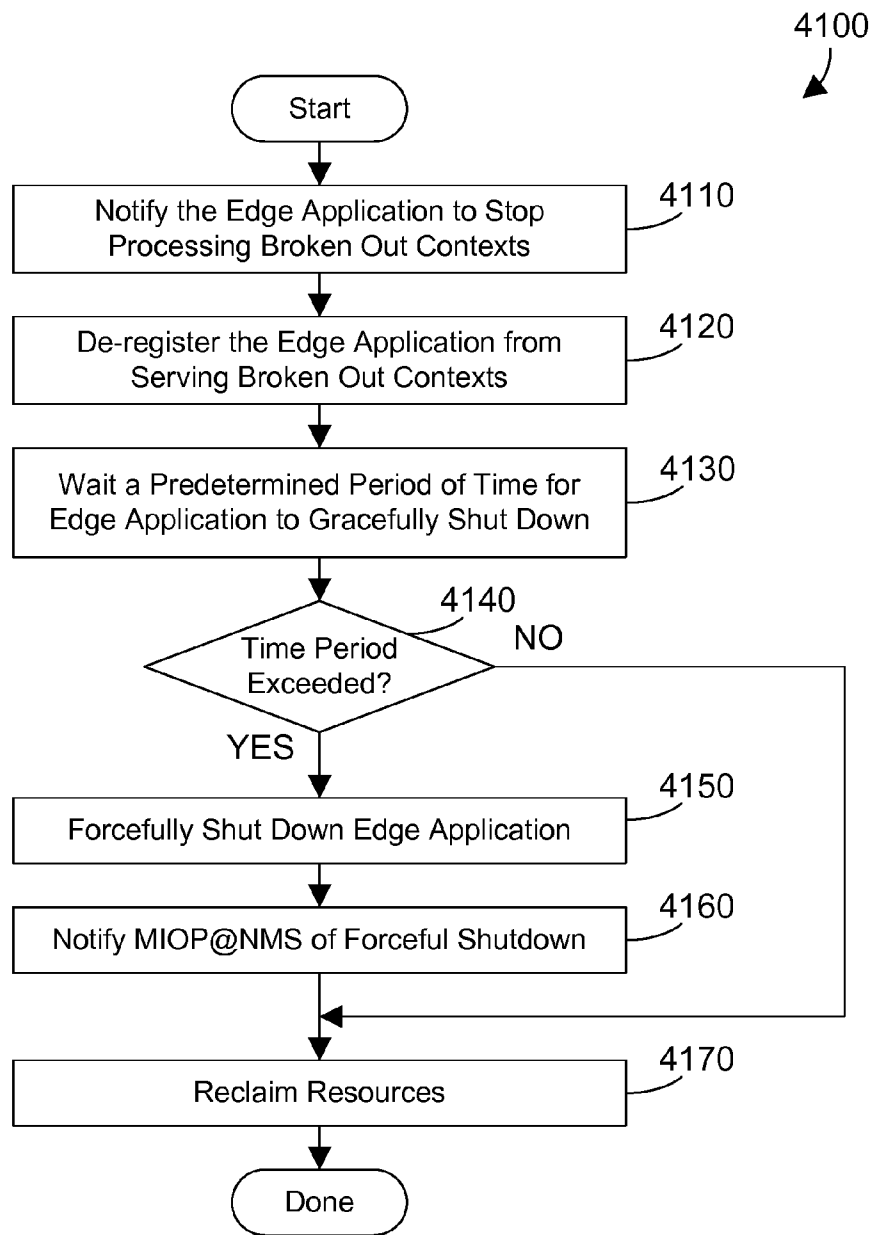 4100
Start
Notify the Edge Application to Stop
Processing Broken Out Contexts
4110
De-register the Edge Application from
Serving Broken Out Contexts
4120
Wait a Predetermined Period of Time for
Edge Application to Gracefully Shut Down
4130
Time Period
Exceeded?
4140
NO
YES
Forcefully Shut Down Edge Application
4150
Notify MIOP@NMS of Forceful Shutdown
4160
Reclaim Resources
4170
Done